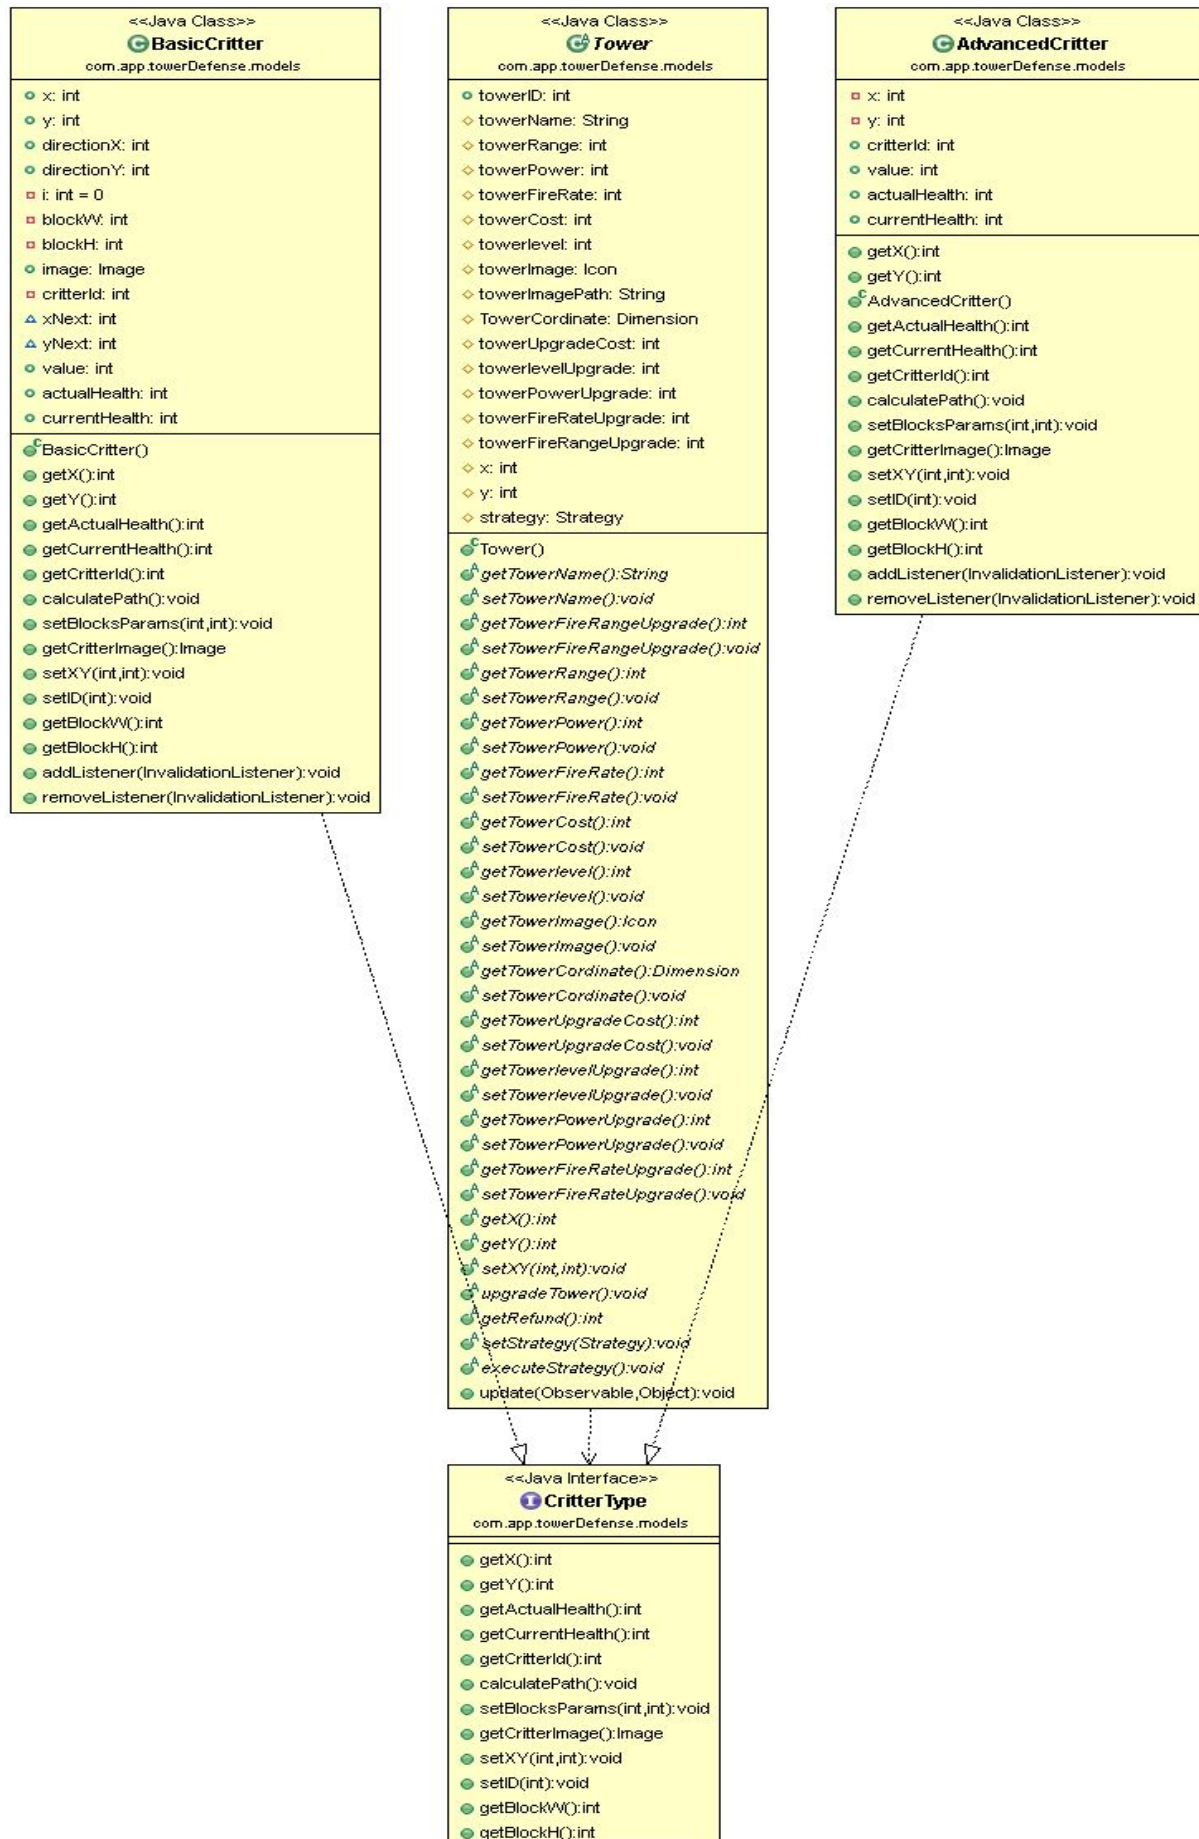 <<Java Class>>
BasicCritter
com.app.towerDefense.models
x: int
y: int
directionX: int
directionY: int
i: int = 0
blockW: int
blockH: int
image: Image
critterId: int
xNext: int
yNext: int
value: int
actualHealth: int
currentHealth: int
BasicCritter()
getX():int
getY():int
getActualHealth():int
getCurrentHealth():int
getCritterId():int
calculatePath():void
setBlocksParams(int,int):void
getCritterImage():Image
setXY(int,int):void
setID(int):void
getBlockW():int
getBlockH():int
addListener(InvalidationListener):void
removeListener(InvalidationListener):void
<<Java Class>>
Tower
com.app.towerDefense.models
towerID: int
towerName: String
towerRange: int
towerPower: int
towerFireRate: int
towerCost: int
towerlevel: int
towerImage: Icon
towerImagePath: String
TowerCordinate: Dimension
towerUpgradeCost: int
towerlevelUpgrade: int
towerPowerUpgrade: int
towerFireRateUpgrade: int
towerFireRangeUpgrade: int
x: int
y: int
strategy: Strategy
Tower()
getTowerName():String
setTowerName():void
getTowerFireRangeUpgrade():int
setTowerFireRangeUpgrade():void
getTowerRange():int
setTowerRange():void
getTowerPower():int
setTowerPower():void
getTowerFireRate():int
setTowerFireRate():void
getTowerCost():int
setTowerCost():void
getTowerlevel():int
setTowerlevel():void
getTowerImage():Icon
setTowerImage():void
getTowerCordinate():Dimension
setTowerCordinate():void
getTowerUpgradeCost():int
setTowerUpgradeCost():void
getTowerlevelUpgrade():int
setTowerlevelUpgrade():void
getTowerPowerUpgrade():int
setTowerPowerUpgrade():void
getTowerFireRateUpgrade():int
setTowerFireRateUpgrade():void
getX():int
getY():int
setXY(int,int):void
upgradeTower():void
getRefund():int
setStrategy(Strategy):void
executeStrategy():void
update(Observable,Object):void
<<Java Class>>
AdvancedCritter
com.app.towerDefense.models
x: int
y: int
critterId: int
value: int
actualHealth: int
currentHealth: int
getX():int
getY():int
AdvancedCritter()
getActualHealth():int
getCurrentHealth():int
getCritterId():int
calculatePath():void
setBlocksParams(int,int):void
getCritterImage():Image
setXY(int,int):void
setID(int):void
getBlockW():int
getBlockH():int
addListener(InvalidationListener):void
removeListener(InvalidationListener):void
<<Java Interface>>
CritterType
com.app.towerDefense.models
getX():int
getY():int
getActualHealth():int
getCurrentHealth():int
getCritterId():int
calculatePath():void
setBlocksParams(int,int):void
getCritterImage():Image
setXY(int,int):void
setID(int):void
getBlockW():int
getBlockH():int